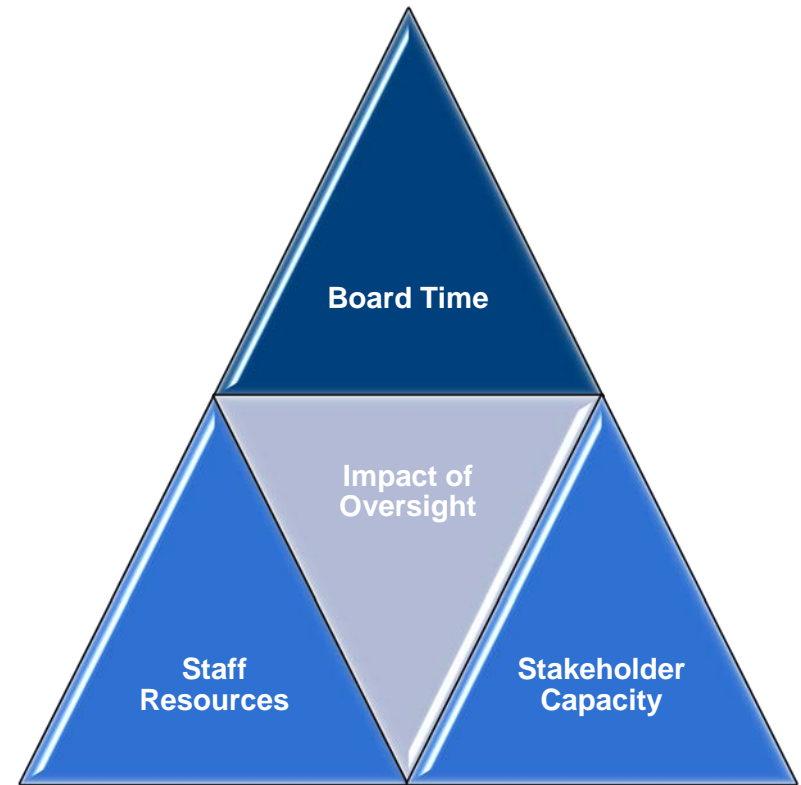 Board Time
Impact of
Oversight
Staff
Resources
Stakeholder
Capacity